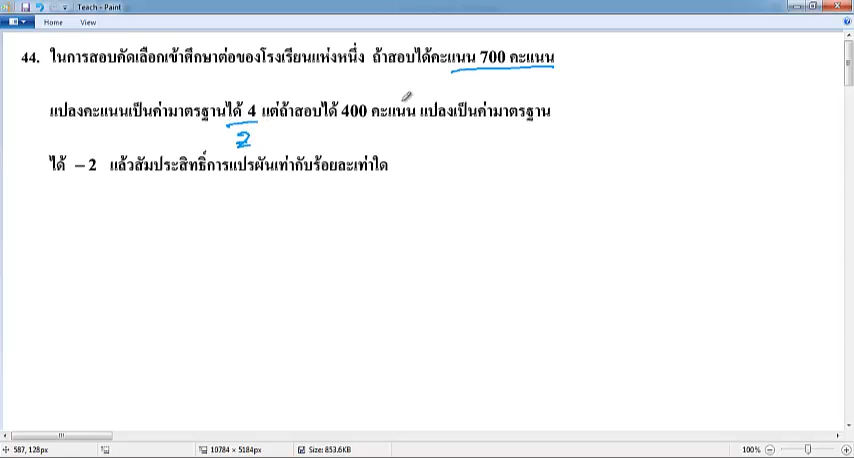 Teach - Paint
Home View
44. ในการสอบคัดเลือกเข้าศึกษาต่อของโรงเรียนแห่งหนึ่ง ถ้าสอบได้คะแนน 700 คะแนน
แปลงคะแนนเป็นค่ามาตรฐานได้ 4 แต่ถ้าสอบได้ 400 คะแนน แปลงเป็นค่ามาตรฐาน
Z
ได้ – 2 แล้วสัมประสิทธิ์การแปรผันเท่ากับร้อยละเท่าใด
587, 128px 10784 × 5184px Size: 853.6KB 100%